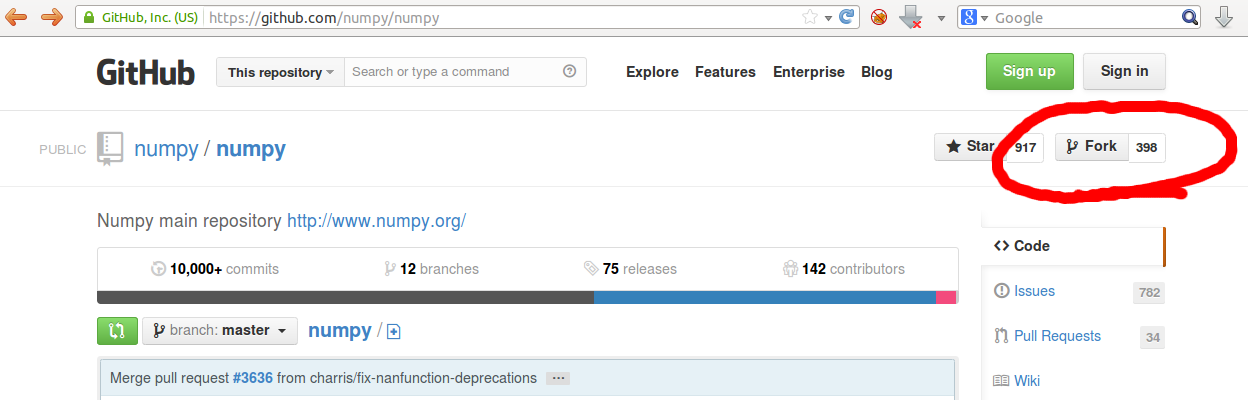 GitHub, Inc. (US) https://github.com/numpy/numpy Google
GitHub This repository Search or type a command Explore Features Enterprise Blog Sign up Sign in
PUBLIC numpy / numpy Star 917 Fork 398
Numpy main repository http://www.numpy.org/
Code
10,000+ commits 12 branches 75 releases 142 contributors
Issues 782
branch: master numpy /
Pull Requests 34
Merge pull request #3636 from charris/fix-nanfunction-deprecations
Wiki